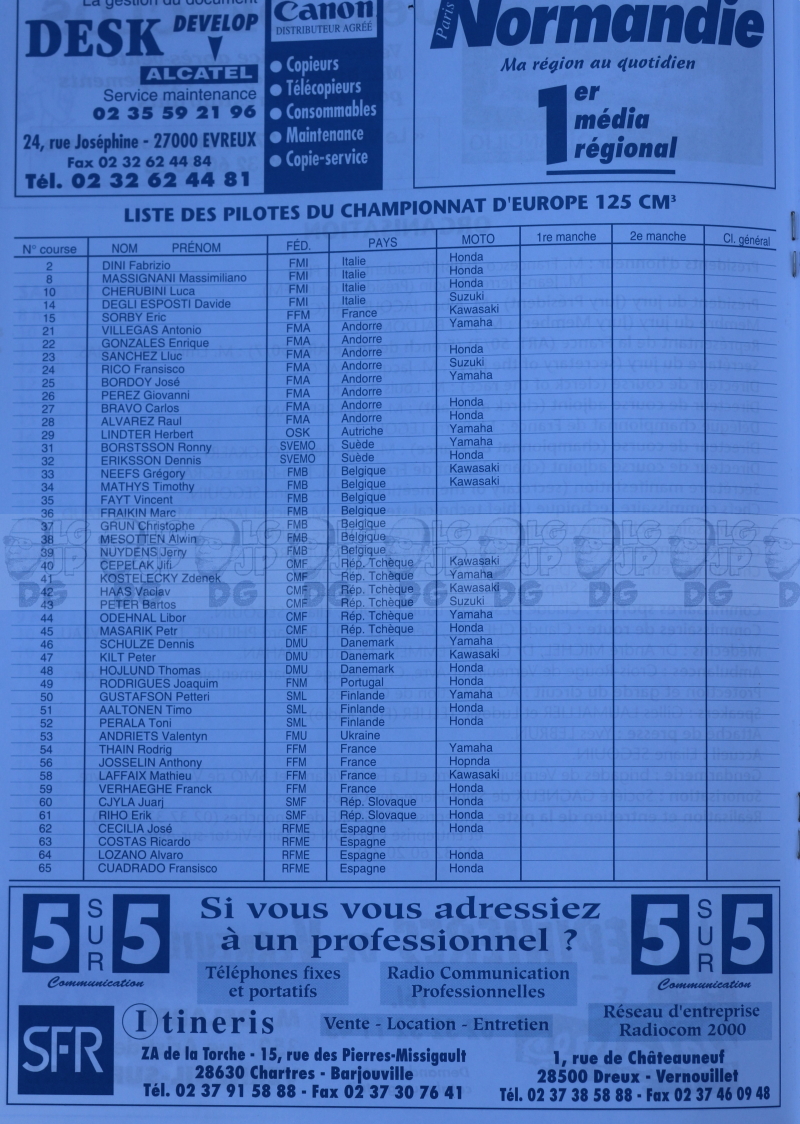 La gestion du document
DESK DEVELOP
ALCATEL
Service maintenance
02 35 59 21 96
24, rue Joséphine - 27000 EVREUX
Fax 02 32 62 44 84
Tél. 02 32 62 44 81
Canon
DISTRIBUTEUR AGRÉÉ
● Copieurs
● Télécopieurs
● Consommables
● Maintenance
● Copie-service
Paris Normandie
Ma région au quotidien
1er
média
régional
LISTE DES PILOTES DU CHAMPIONNAT D'EUROPE 125 CM³
N° course NOM PRÉNOM FÉD. PAYS MOTO 1re manche 2e manche Cl. général
2 DINI Fabrizio FMI Italie Honda
8 MASSIGNANI Massimiliano FMI Italie Honda
10 CHERUBINI Luca FMI Italie Honda
14 DEGLI ESPOSTI Davide FMI Italie Suzuki
15 SORBY Eric FFM France Kawasaki
21 VILLEGAS Antonio FMA Andorre Yamaha
22 GONZALES Enrique FMA Andorre
23 SANCHEZ Lluc FMA Andorre Honda
24 RICO Fransisco FMA Andorre Suzuki
25 BORDOY José FMA Andorre Yamaha
26 PEREZ Giovanni FMA Andorre
27 BRAVO Carlos FMA Andorre Honda
28 ALVAREZ Raul FMA Andorre Honda
29 LINDTER Herbert OSK Autriche Yamaha
31 BORSTSSON Ronny SVEMO Suède Yamaha
32 ERIKSSON Dennis SVEMO Suède Honda
33 NEEFS Grégory FMB Belgique Kawasaki
34 MATHYS Timothy FMB Belgique Kawasaki
35 FAYT Vincent FMB Belgique
36 FRAIKIN Marc FMB Belgique
37 GRUN Christophe FMB Belgique
38 MESOTTEN Alwin FMB Belgique
39 NUYDENS Jerry FMB Belgique
40 CEPELAK Jifi CMF Rép. Tchèque Kawasaki
41 KOSTELECKY Zdenek CMF Rép. Tchèque Yamaha
42 HAAS Vaclav CMF Rép. Tchèque Kawasaki
43 PETER Bartos CMF Rép. Tchèque Suzuki
44 ODEHNAL Libor CMF Rép. Tchèque Yamaha
45 MASARIK Petr CMF Rép. Tchèque Honda
46 SCHULZE Dennis DMU Danemark Yamaha
47 KILT Peter DMU Danemark Kawasaki
48 HOJLUND Thomas DMU Danemark Honda
49 RODRIGUES Joaquim FNM Portugal Honda
50 GUSTAFSON Petteri SML Finlande Yamaha
51 AALTONEN Timo SML Finlande Honda
52 PERALA Toni SML Finlande Honda
53 ANDRIETS Valentyn FMU Ukraine
54 THAIN Rodrig FFM France Yamaha
56 JOSSELIN Anthony FFM France Hopnda
58 LAFFAIX Mathieu FFM France Kawasaki
59 VERHAEGHE Franck FFM France Honda
60 CJYLA Juarj SMF Rép. Slovaque Honda
61 RIHO Erik SMF Rép. Slovaque Honda
62 CECILIA José RFME Espagne Honda
63 COSTAS Ricardo RFME Espagne
64 LOZANO Alvaro RFME Espagne Honda
65 CUADRADO Fransisco RFME Espagne Honda
LG JP DG
5 SUR 5
Communication
Si vous vous adressiez
à un professionnel ?
5 SUR 5
Communication
Téléphones fixes
et portatifs
Radio Communication
Professionnelles
SFR
Itineris
Vente - Location - Entretien
Réseau d'entreprise
Radiocom 2000
ZA de la Torche - 15, rue des Pierres-Missigault
28630 Chartres - Barjouville
Tél. 02 37 91 58 88 - Fax 02 37 30 76 41
1, rue de Châteauneuf
28500 Dreux - Vernouillet
Tél. 02 37 38 58 88 - Fax 02 37 46 09 48